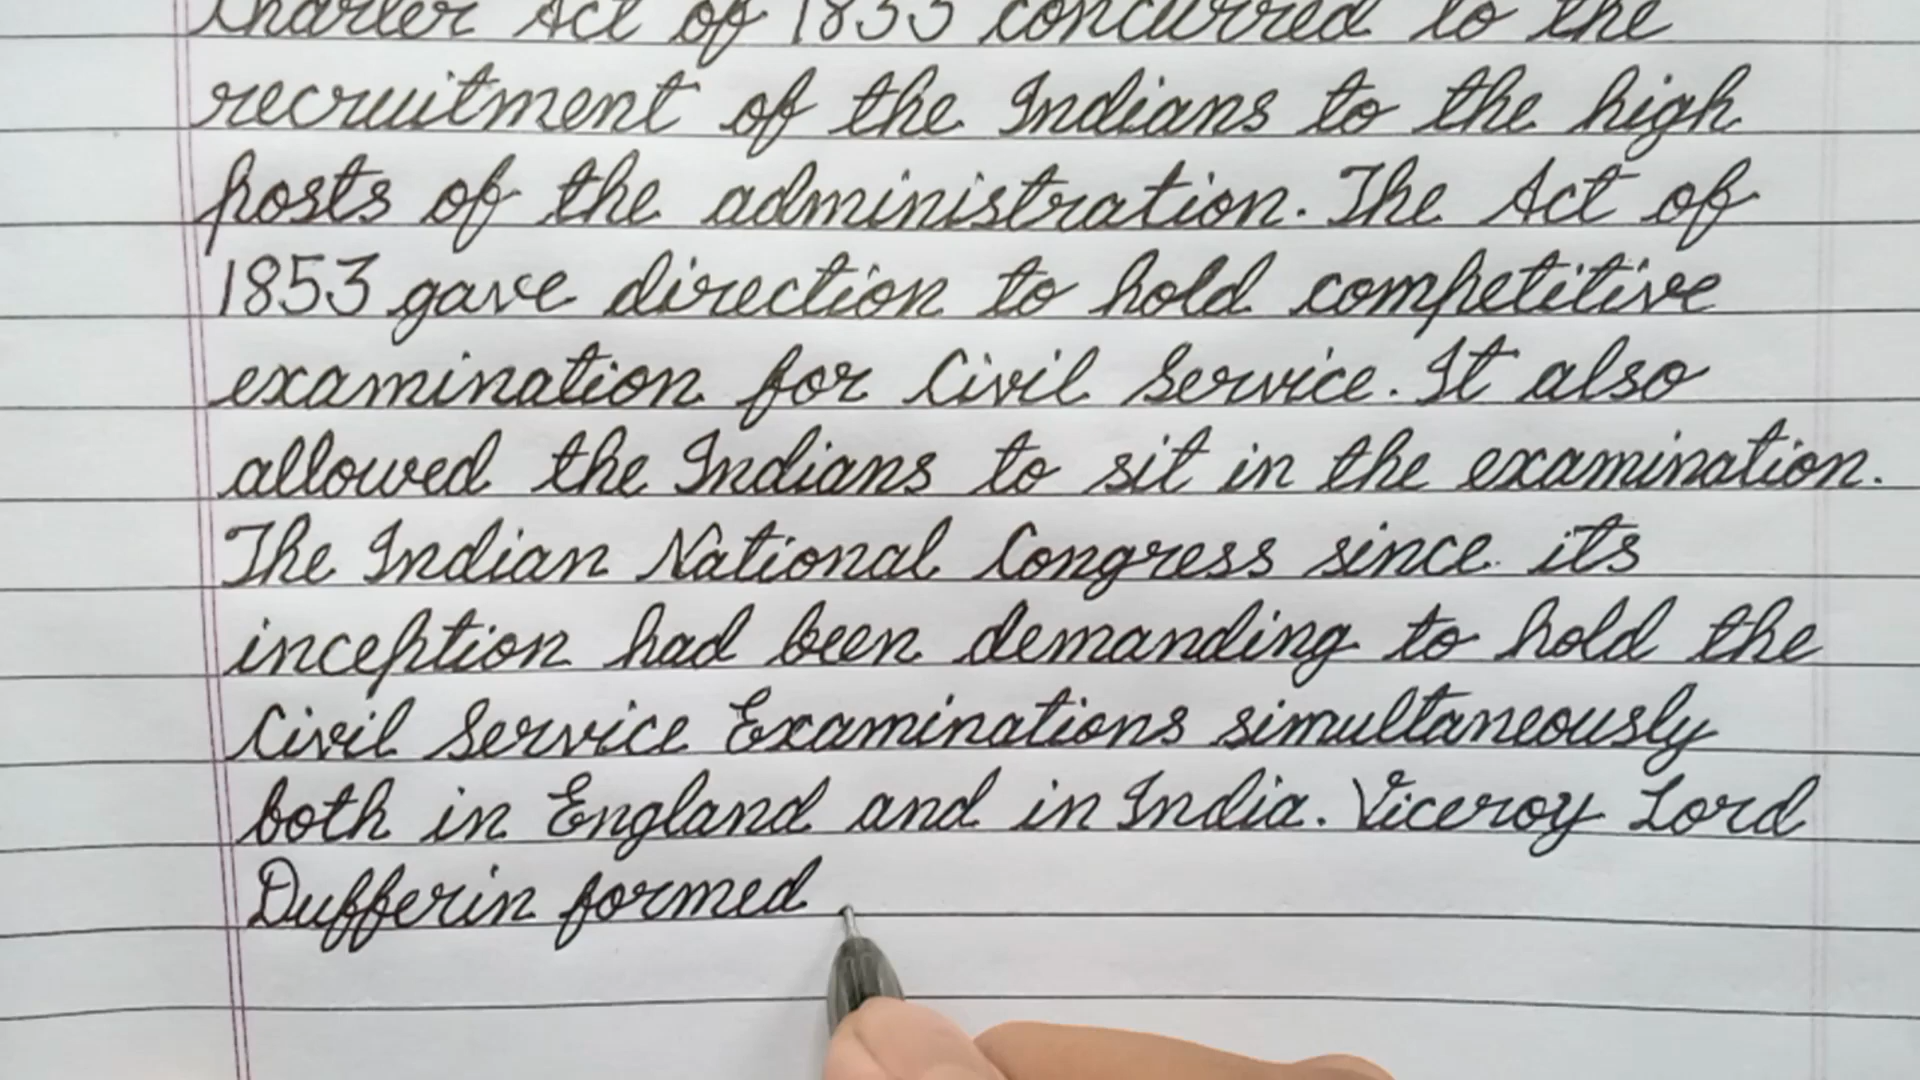 Charter Act of 1833 concurred to the
recruitment of the Indians to the high
posts of the administration. The Act of
1853 gave direction to hold competitive
examination for Civil Service. It also
allowed the Indians to sit in the examination.
The Indian National Congress since its
inception had been demanding to hold the
Civil Service Examinations simultaneously
both in England and in India. Viceroy Lord
Dufferin formed